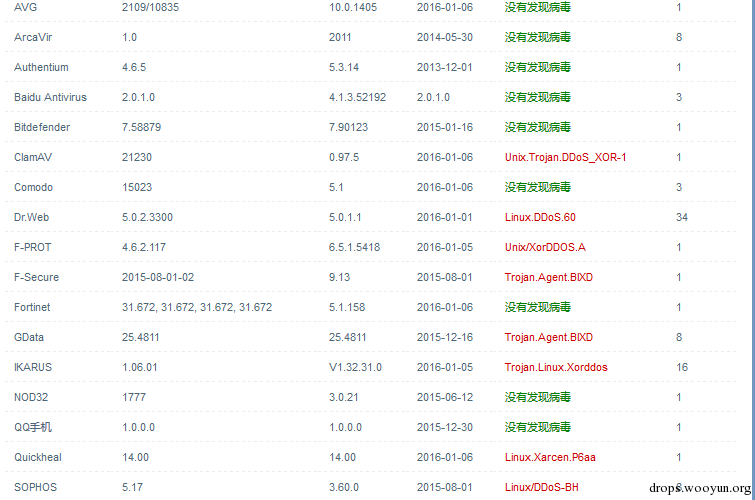 AVG 2109/10835 10.0.1405 2016-01-06 没有发现病毒 1
ArcaVir 1.0 2011 2014-05-30 没有发现病毒 8
Authentium 4.6.5 5.3.14 2013-12-01 没有发现病毒 1
Baidu Antivirus 2.0.1.0 4.1.3.52192 2.0.1.0 没有发现病毒 3
Bitdefender 7.58879 7.90123 2015-01-16 没有发现病毒 1
ClamAV 21230 0.97.5 2016-01-06 Unix.Trojan.DDoS_XOR-1 1
Comodo 15023 5.1 2016-01-06 没有发现病毒 3
Dr.Web 5.0.2.3300 5.0.1.1 2016-01-01 Linux.DDoS.60 34
F-PROT 4.6.2.117 6.5.1.5418 2016-01-05 Unix/XorDDOS.A 1
F-Secure 2015-08-01-02 9.13 2015-08-01 Trojan.Agent.BIXD 1
Fortinet 31.672, 31.672, 31.672, 31.672 5.1.158 2016-01-06 没有发现病毒 1
GData 25.4811 25.4811 2015-12-16 Trojan.Agent.BIXD 8
IKARUS 1.06.01 V1.32.31.0 2016-01-05 Trojan.Linux.Xorddos 16
NOD32 1777 3.0.21 2015-06-12 没有发现病毒 1
QQ手机 1.0.0.0 1.0.0.0 2015-12-30 没有发现病毒 1
Quickheal 14.00 14.00 2016-01-06 Linux.Xarcen.P6aa 1
SOPHOS 5.17 3.60.0 2015-08-01 Linux/DDoS-BH
drops.wooyun.org